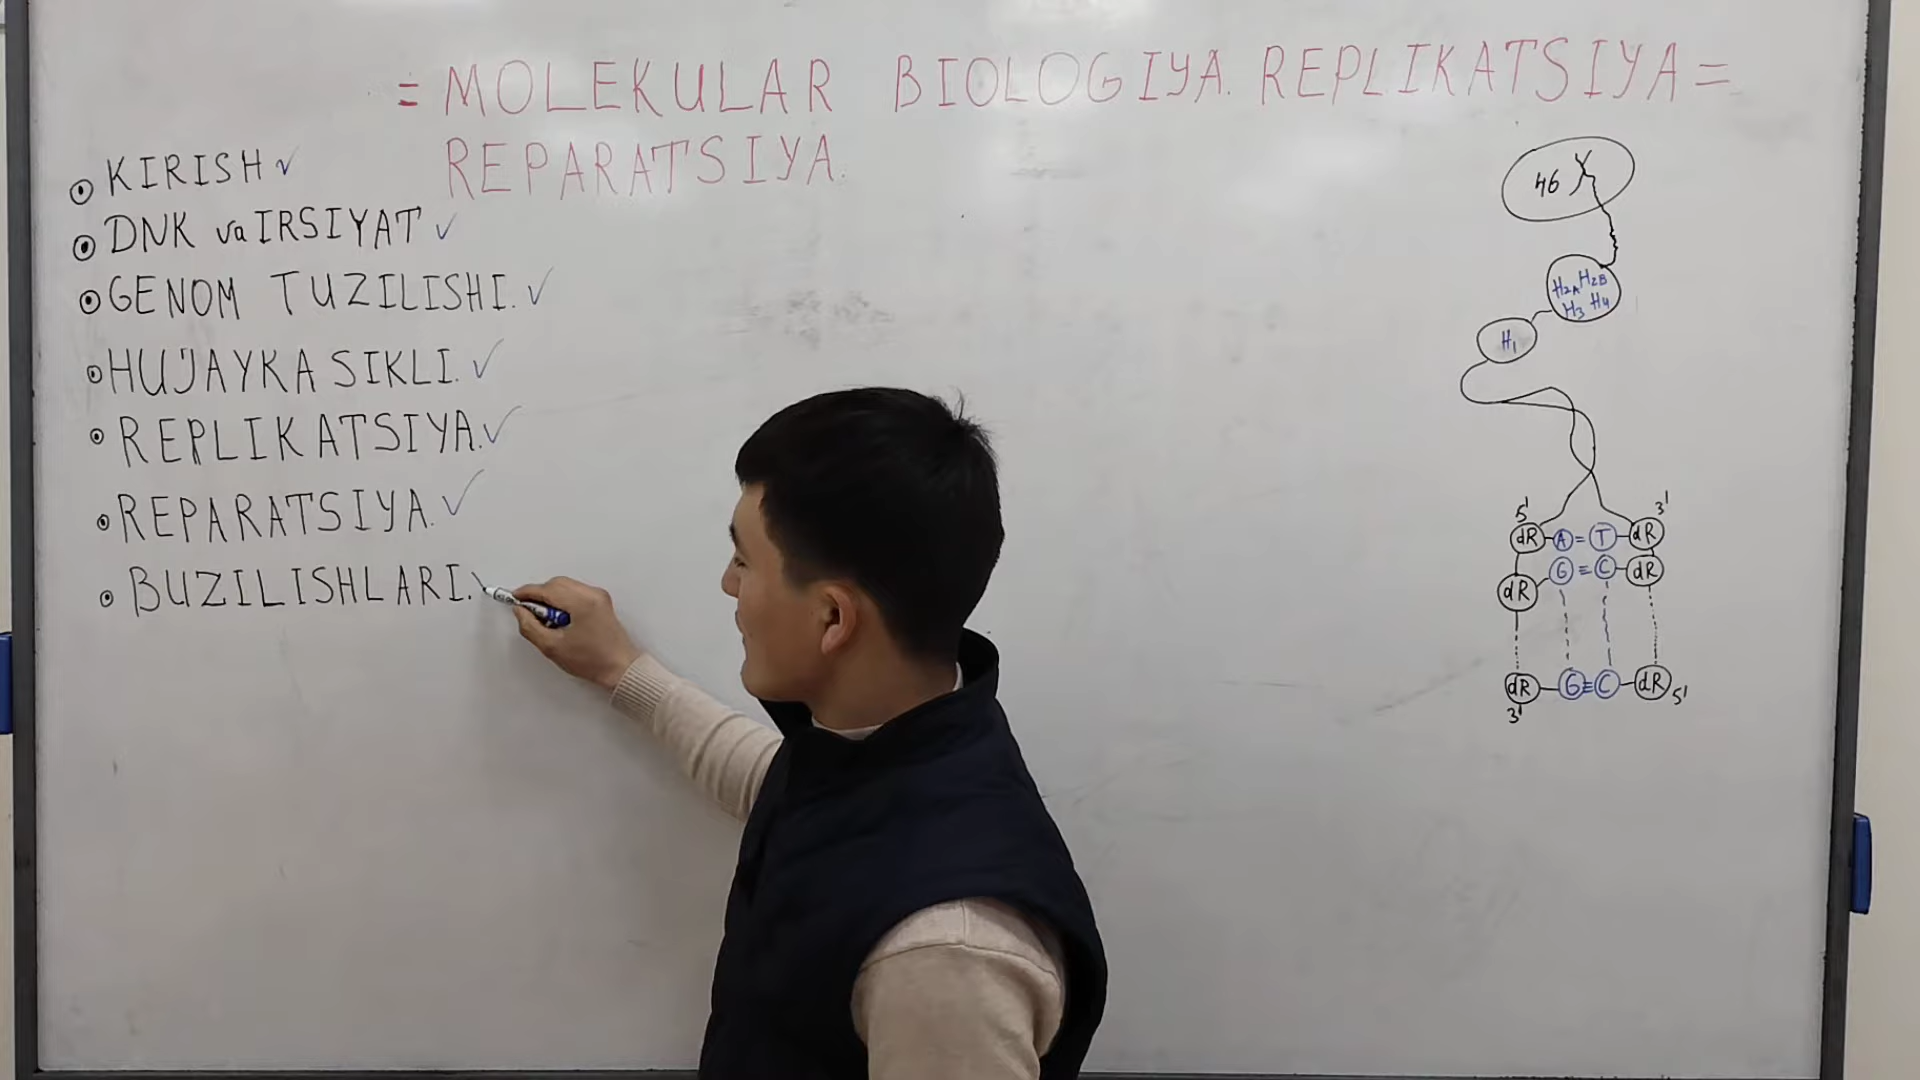 = MOLEKULAR BIOLOGIYA. REPLIKATSIYA =
REPARATSIYA.
KIRISH ✓
DNK va IRSIYAT ✓
GENOM TUZILISHI. ✓
HUJAYKA SIKLI. ✓
REPLIKATSIYA. ✓
REPARATSIYA. ✓
BUZILISHLARI.
46
H2A H2B
H3 H4
H1
5' 3'
dR A = T dR
dR G ≡ C dR
dR G ≡ C dR
3' 5'